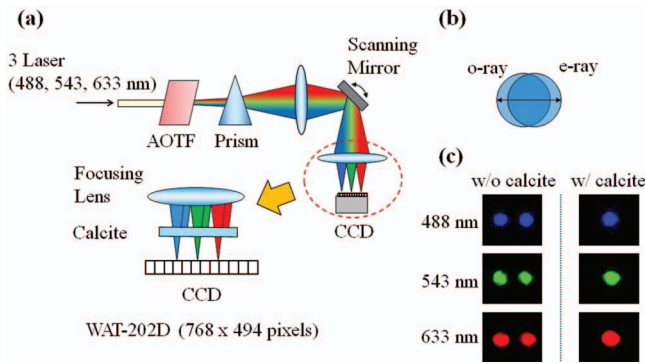 (a)
3 Laser
(488, 543, 633 nm)
Scanning
Mirror
AOTF
Prism
Focusing
Lens
Calcite
CCD
CCD
WAT-202D (768 x 494 pixels)
(b)
o-ray
e-ray
(c)
w/o calcite
w/ calcite
488 nm
543 nm
633 nm